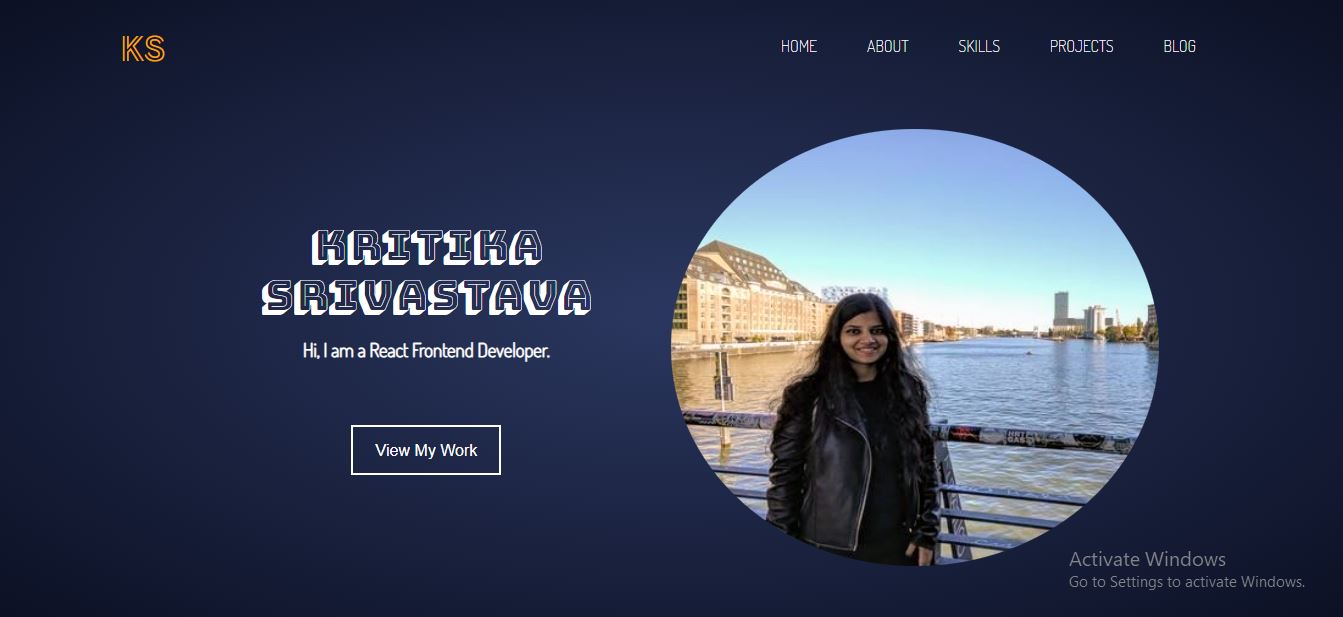 KS
HOME ABOUT SKILLS PROJECTS BLOG
KRITIKA
SRIVASTAVA
Hi, I am a React Frontend Developer.
View My Work
Activate Windows
Go to Settings to activate Windows.